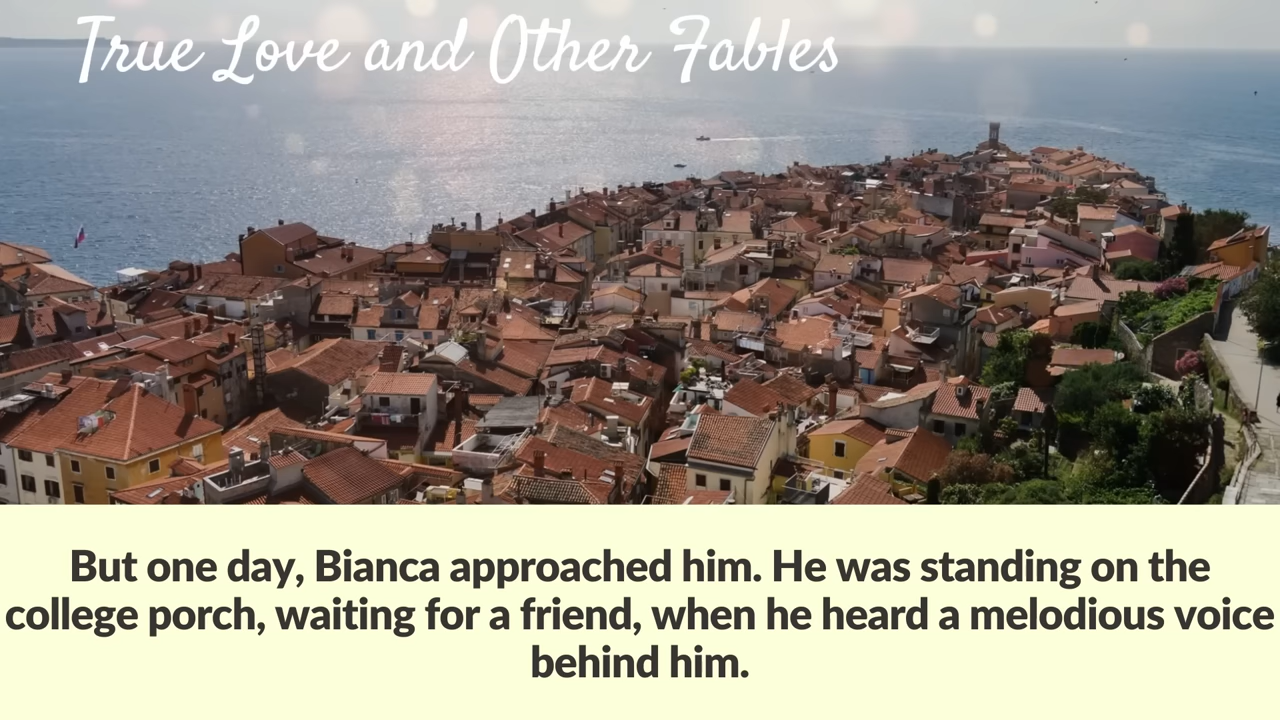 True Love and Other Fables
But one day, Bianca approached him. He was standing on the
college porch, waiting for a friend, when he heard a melodious voice
behind him.